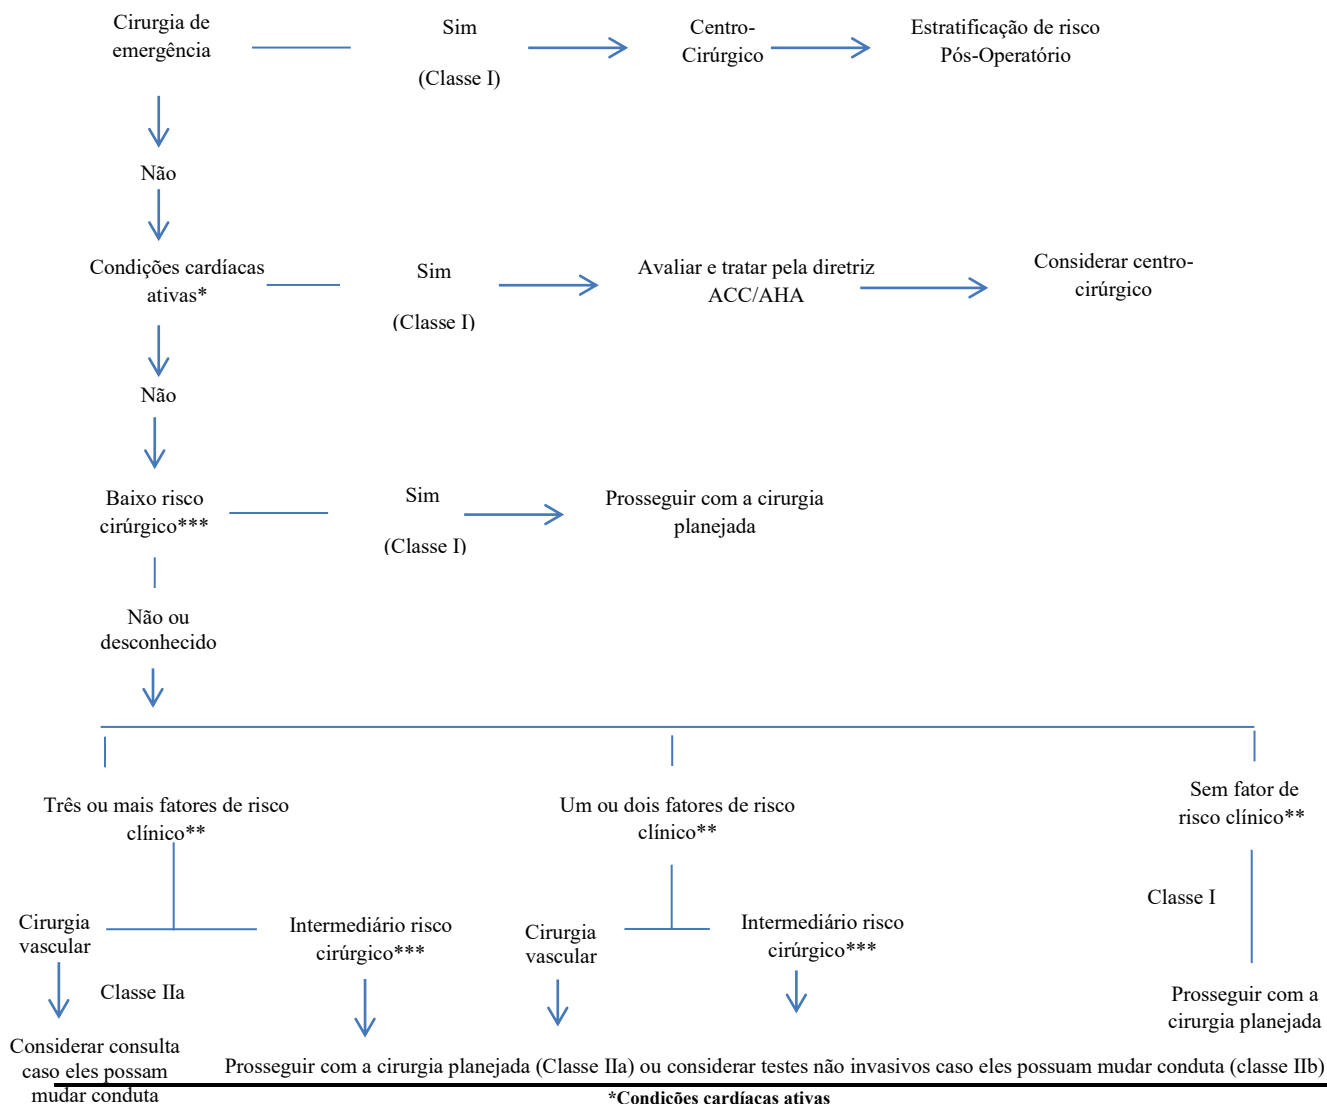 Cirurgia de
emergência
Sim
(Classe I)
Centro-
Cirúrgico
Estratificação de risco
Pós-Operatório
Não
Condições cardíacas
ativas*
Sim
(Classe I)
Avaliar e tratar pela diretriz
ACC/AHA
Considerar centro-
cirúrgico
Não
Baixo risco
cirúrgico***
Sim
(Classe I)
Prosseguir com a cirurgia
planejada
Não ou
desconhecido
Três ou mais fatores de risco
clínico**
Um ou dois fatores de risco
clínico**
Sem fator de
risco clínico**
Cirurgia
vascular
Intermediário risco
cirúrgico***
Cirurgia
vascular
Intermediário risco
cirúrgico***
Classe I
Classe IIa
Prosseguir com a
cirurgia planejada
Considerar consulta
caso eles possam
mudar conduta
Prosseguir com a cirurgia planejada (Classe IIa) ou considerar testes não invasivos caso eles possuam mudar conduta (classe IIb)
*Condições cardíacas ativas